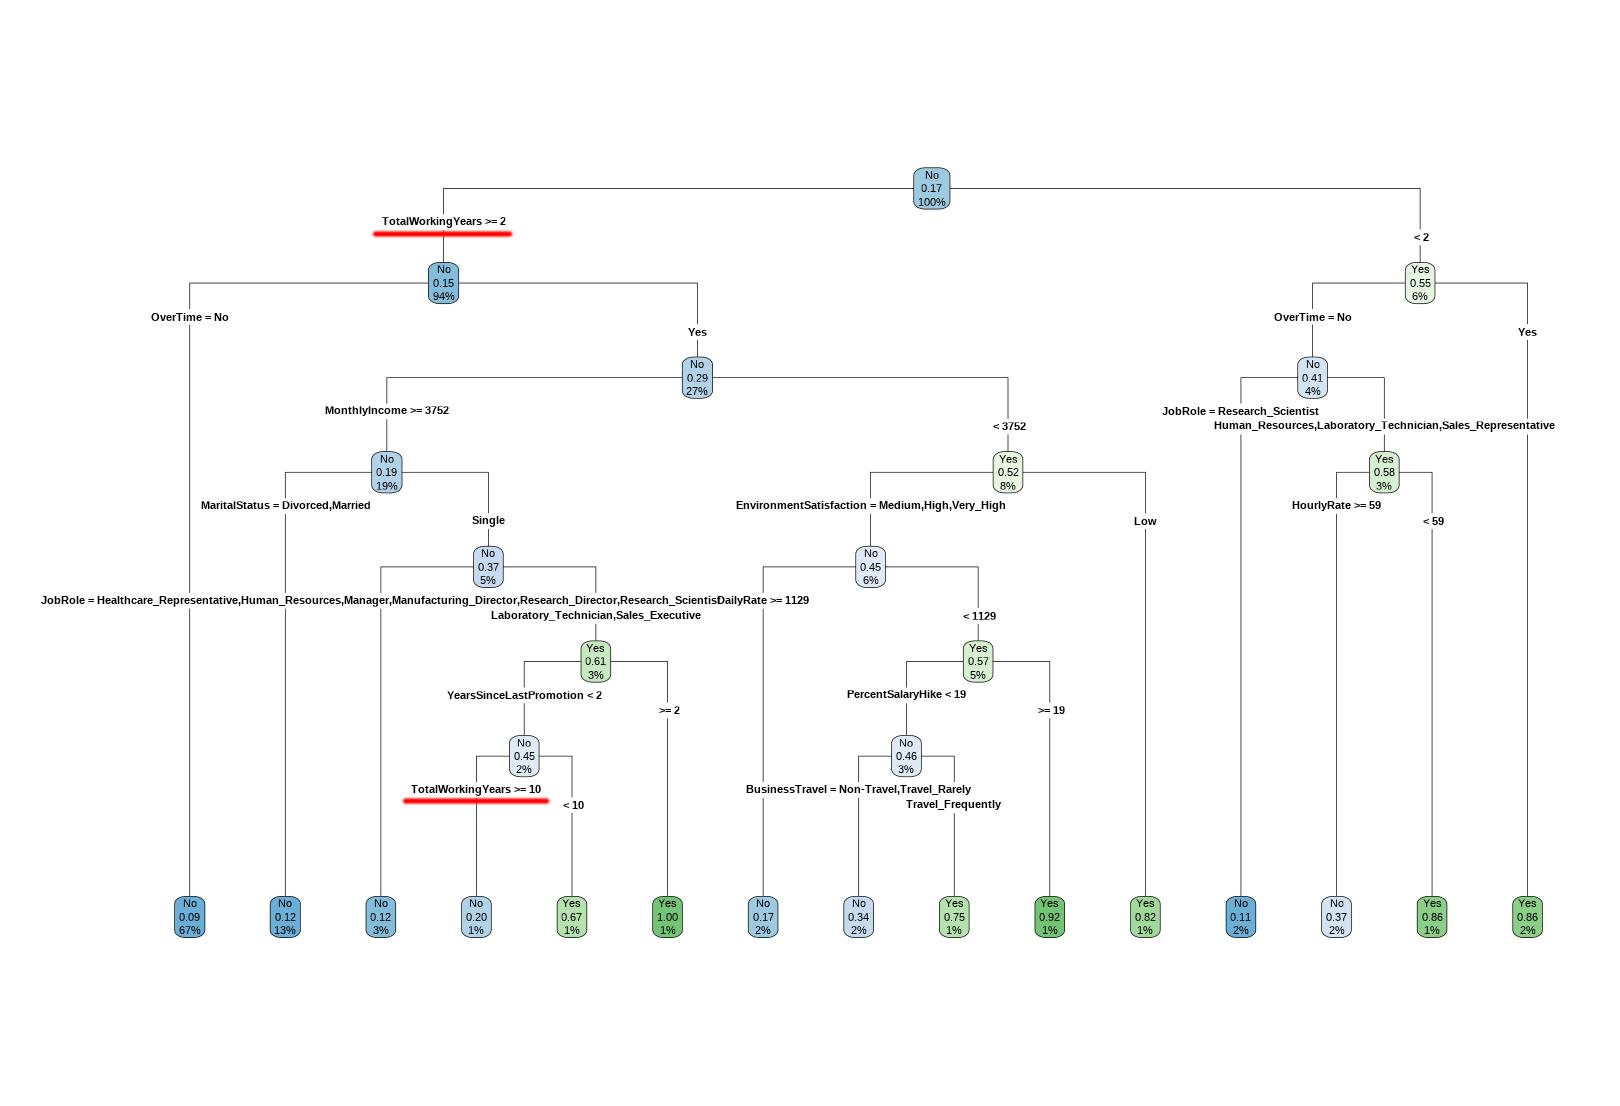 No
0.17
100%
TotalWorkingYears >= 2
< 2
No
0.15
94%
Yes
0.55
6%
OverTime = No
Yes
OverTime = No
Yes
No
0.29
27%
No
0.41
4%
MonthlyIncome >= 3752
< 3752
JobRole = Research_Scientist
Human_Resources,Laboratory_Technician,Sales_Representative
No
0.19
19%
Yes
0.52
8%
Yes
0.58
3%
MaritalStatus = Divorced,Married
Single
EnvironmentSatisfaction = Medium,High,Very_High
Low
HourlyRate >= 59
< 59
No
0.37
5%
No
0.45
6%
JobRole = Healthcare_Representative,Human_Resources,Manager,Manufacturing_Director,Research_Director,Research_Scientist
Laboratory_Technician,Sales_Executive
DailyRate >= 1129
< 1129
Yes
0.61
3%
Yes
0.57
5%
YearsSinceLastPromotion < 2
>= 2
PercentSalaryHike < 19
>= 19
No
0.45
2%
No
0.46
3%
TotalWorkingYears >= 10
< 10
BusinessTravel = Non-Travel,Travel_Rarely
Travel_Frequently
No
0.09
67%
No
0.12
13%
No
0.12
3%
No
0.20
1%
Yes
0.67
1%
Yes
1.00
1%
No
0.17
2%
No
0.34
2%
Yes
0.75
1%
Yes
0.92
1%
Yes
0.82
1%
No
0.11
2%
No
0.37
2%
Yes
0.86
1%
Yes
0.86
2%